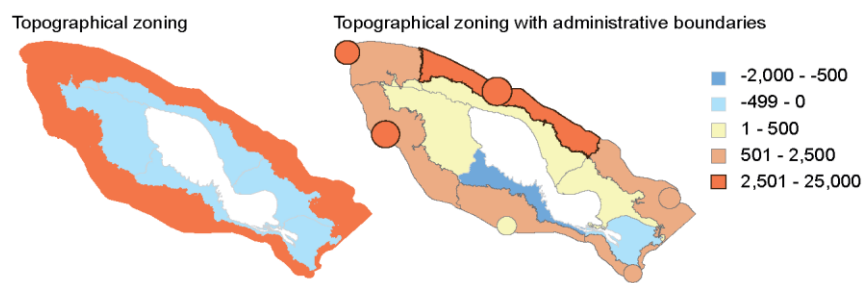 Topographical zoning
Topographical zoning with administrative boundaries
-2,000 - -500
-499 - 0
1 - 500
501 - 2,500
2,501 - 25,000